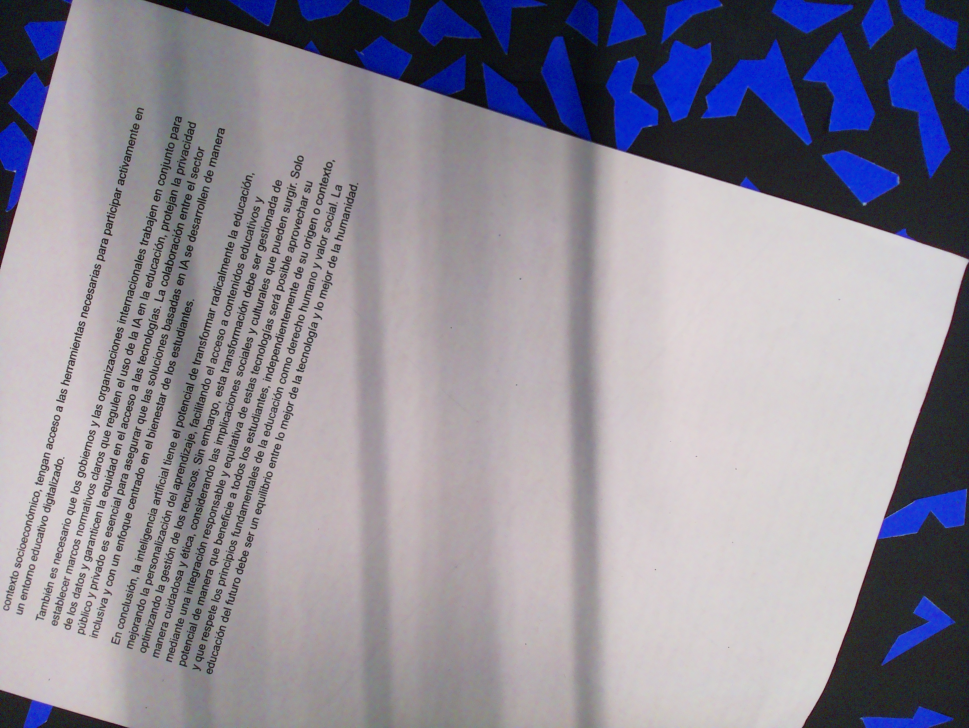 contexto socioeconómico, tengan acceso a las herramientas necesarias para participar activamente en
un entorno educativo digitalizado.
También es necesario que los gobiernos y las organizaciones internacionales trabajen en conjunto para
establecer marcos normativos claros que regulen el uso de la IA en la educación, protejan la privacidad
de los datos y garanticen la equidad en el acceso a las tecnologías. La colaboración entre el sector
público y privado es esencial para asegurar que las soluciones basadas en IA se desarrollen de manera
inclusiva y con un enfoque centrado en el bienestar de los estudiantes.
En conclusión, la inteligencia artificial tiene el potencial de transformar radicalmente la educación,
mejorando la personalización del aprendizaje, facilitando el acceso a contenidos educativos y
optimizando la gestión de los recursos. Sin embargo, esta transformación debe ser gestionada de
manera cuidadosa y ética, considerando las implicaciones sociales y culturales que pueden surgir. Solo
mediante una integración responsable y equitativa de estas tecnologías será posible aprovechar su
potencial de manera que beneficie a todos los estudiantes, independientemente de su origen o contexto,
y que respete los principios fundamentales de la educación como derecho humano y valor social. La
educación del futuro debe ser un equilibrio entre lo mejor de la tecnología y lo mejor de la humanidad.